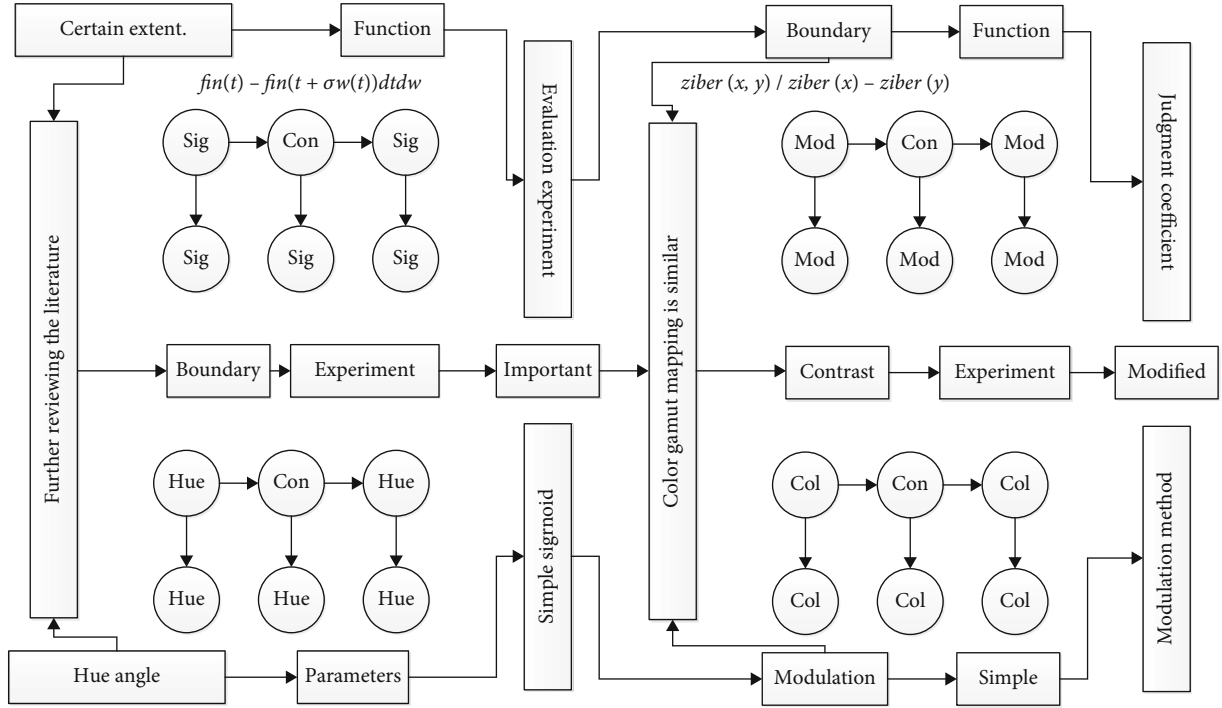 Certain extent.
Function
Boundary
Function
fin(t) – fin(t + σw(t))dtdw
ziber (x, y) / ziber (x) – ziber (y)
Further reviewing the literature
Sig
Con
Sig
Sig
Sig
Sig
Evaluation experiment
Color gamut mapping is similar
Mod
Con
Mod
Mod
Mod
Mod
Judgment coefficient
Boundary
Experiment
Important
Contrast
Experiment
Modified
Hue
Con
Hue
Hue
Hue
Hue
Simple sigrnoid
Col
Con
Col
Col
Col
Col
Modulation method
Hue angle
Parameters
Modulation
Simple